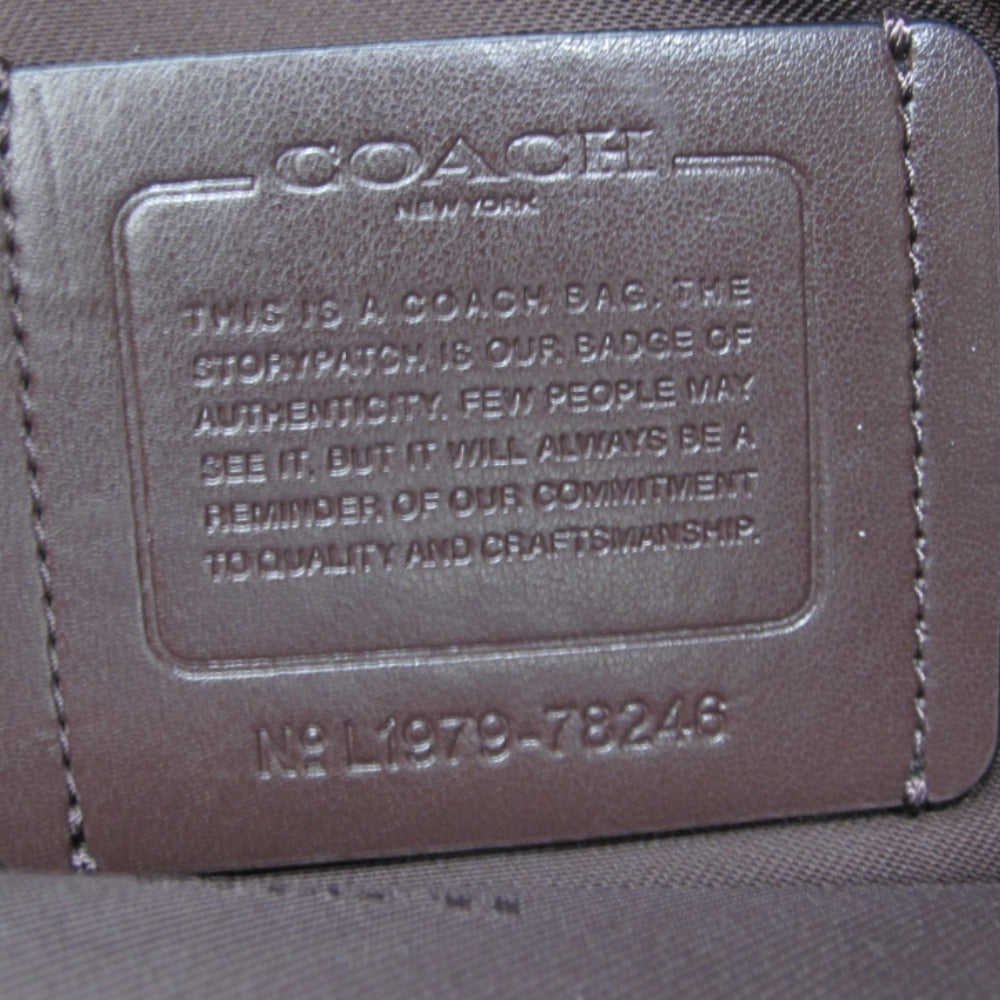 COACH
NEW YORK
THIS IS A COACH BAG. THE
STORYPATCH IS OUR BADGE OF
AUTHENTICITY. FEW PEOPLE MAY
SEE IT. BUT IT WILL ALWAYS BE A
REMINDER OF OUR COMMITMENT
TO QUALITY AND CRAFTSMANSHIP.
Nº L1979-78246